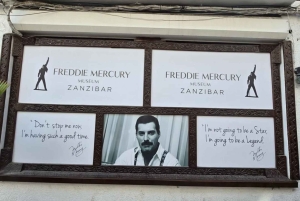 FREDDIE MERCURY
MUSEUM
ZANZIBAR
FREDDIE MERCURY
MUSEUM
ZANZIBAR
"Don't stop me now,
I'm having such a good time"
"I'm not going to be a Star,
I'm going to be a Legend"